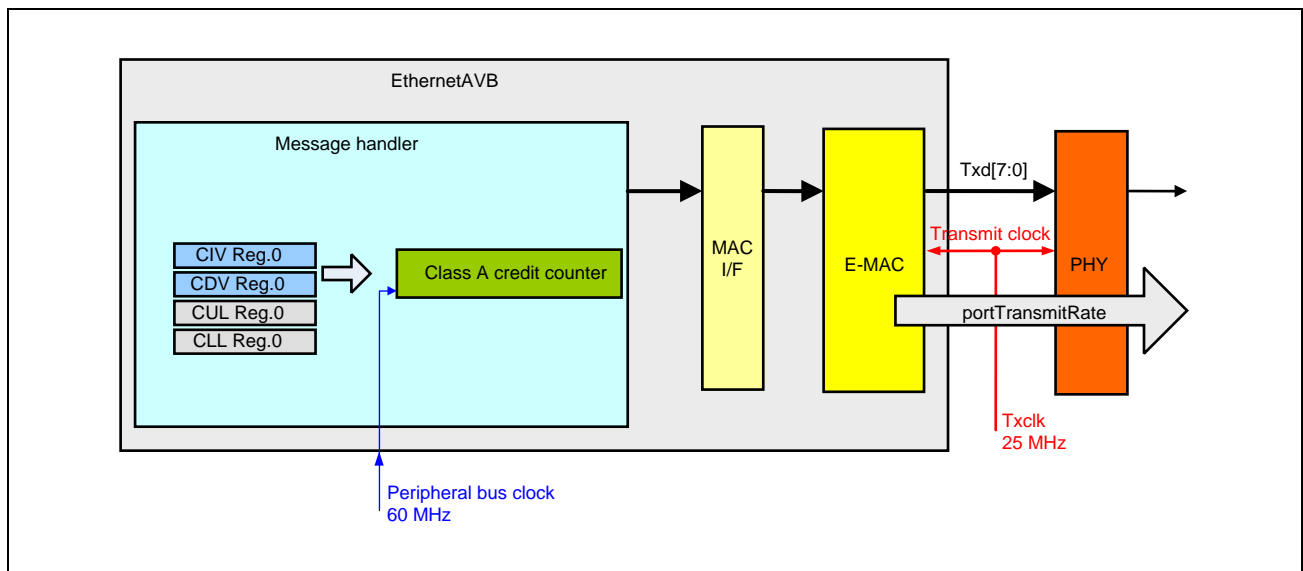 EthernetAVB
Message handler
Txd[7:0]
Transmit clock
CIV Reg.0
CDV Reg.0
CUL Reg.0
CLL Reg.0
Class A credit counter
MAC
I/F
E-MAC
PHY
portTransmitRate
Txclk
25 MHz
Peripheral bus clock
60 MHz